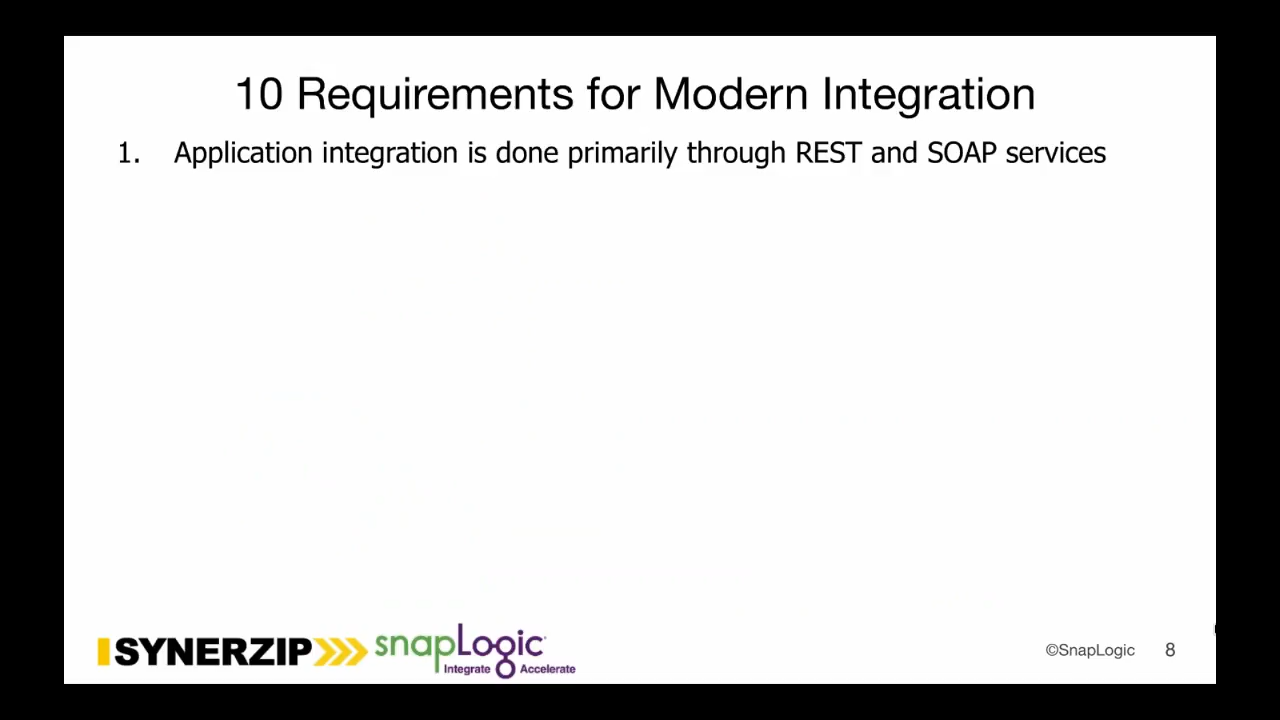 10 Requirements for Modern Integration
1. Application integration is done primarily through REST and SOAP services
SYNERZIP snapLogic
Integrate Accelerate
©SnapLogic 8